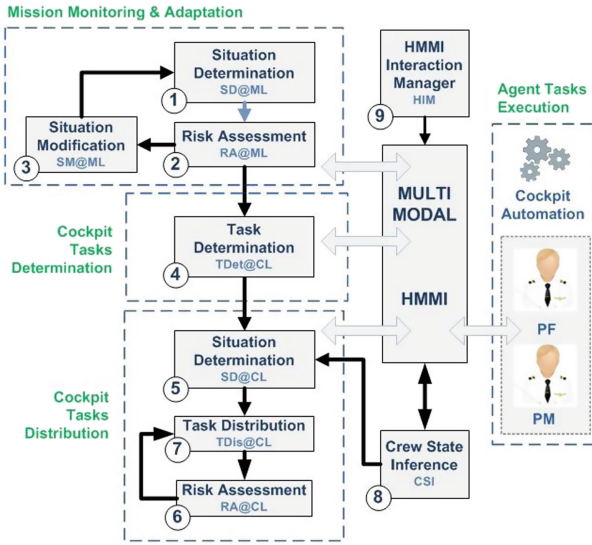 Mission Monitoring & Adaptation
Situation
Determination
SD@ML
1
Risk Assessment
RA@ML
2
Situation
Modification
SM@ML
3
Cockpit
Tasks
Determination
Task
Determination
TDet@CL
4
Cockpit
Tasks
Distribution
Situation
Determination
SD@CL
5
Task Distribution
TDis@CL
7
Risk Assessment
RA@CL
6
HMMI
Interaction
Manager
HIM
9
MULTI
MODAL
HMMI
Crew State
Inference
CSI
8
Agent Tasks
Execution
Cockpit
Automation
PF
PM